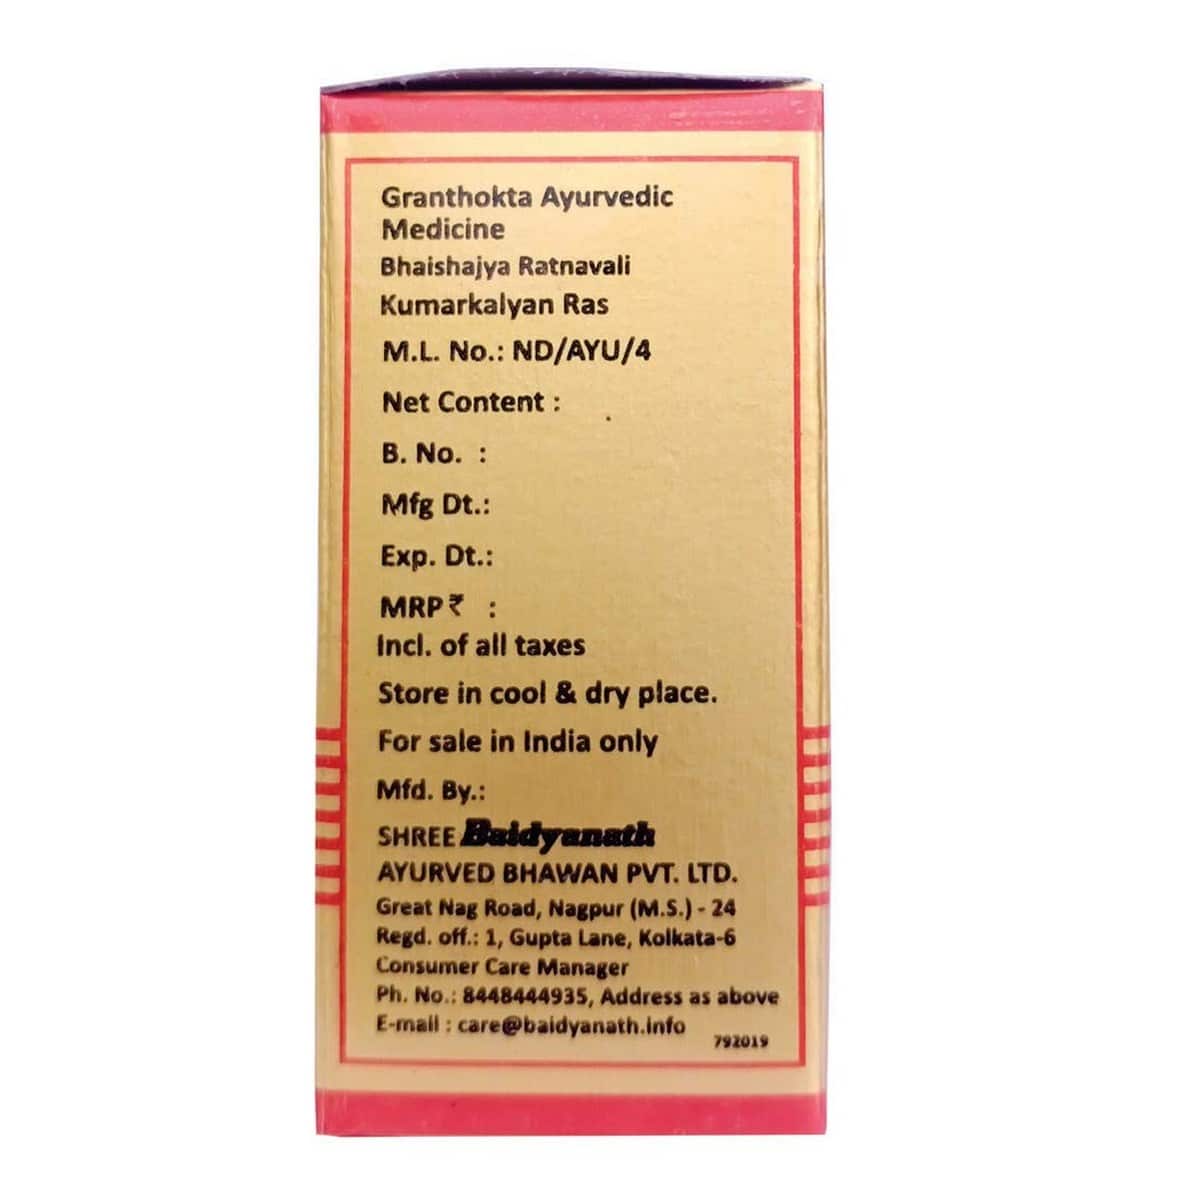 Granthokta Ayurvedic
Medicine
Bhaishajya Ratnavali
Kumarkalyan Ras
M.L. No.: ND/AYU/4
Net Content :
B. No. :
Mfg Dt.:
Exp. Dt.:
MRP₹ :
Incl. of all taxes
Store in cool & dry place.
For sale in India only
Mfd. By.:
SHREE Baidyanath
AYURVED BHAWAN PVT. LTD.
Great Nag Road, Nagpur (M.S.) - 24
Regd. off.: 1, Gupta Lane, Kolkata-6
Consumer Care Manager
Ph. No.: 8448444935, Address as above
E-mail : care@baidyanath.info
792019